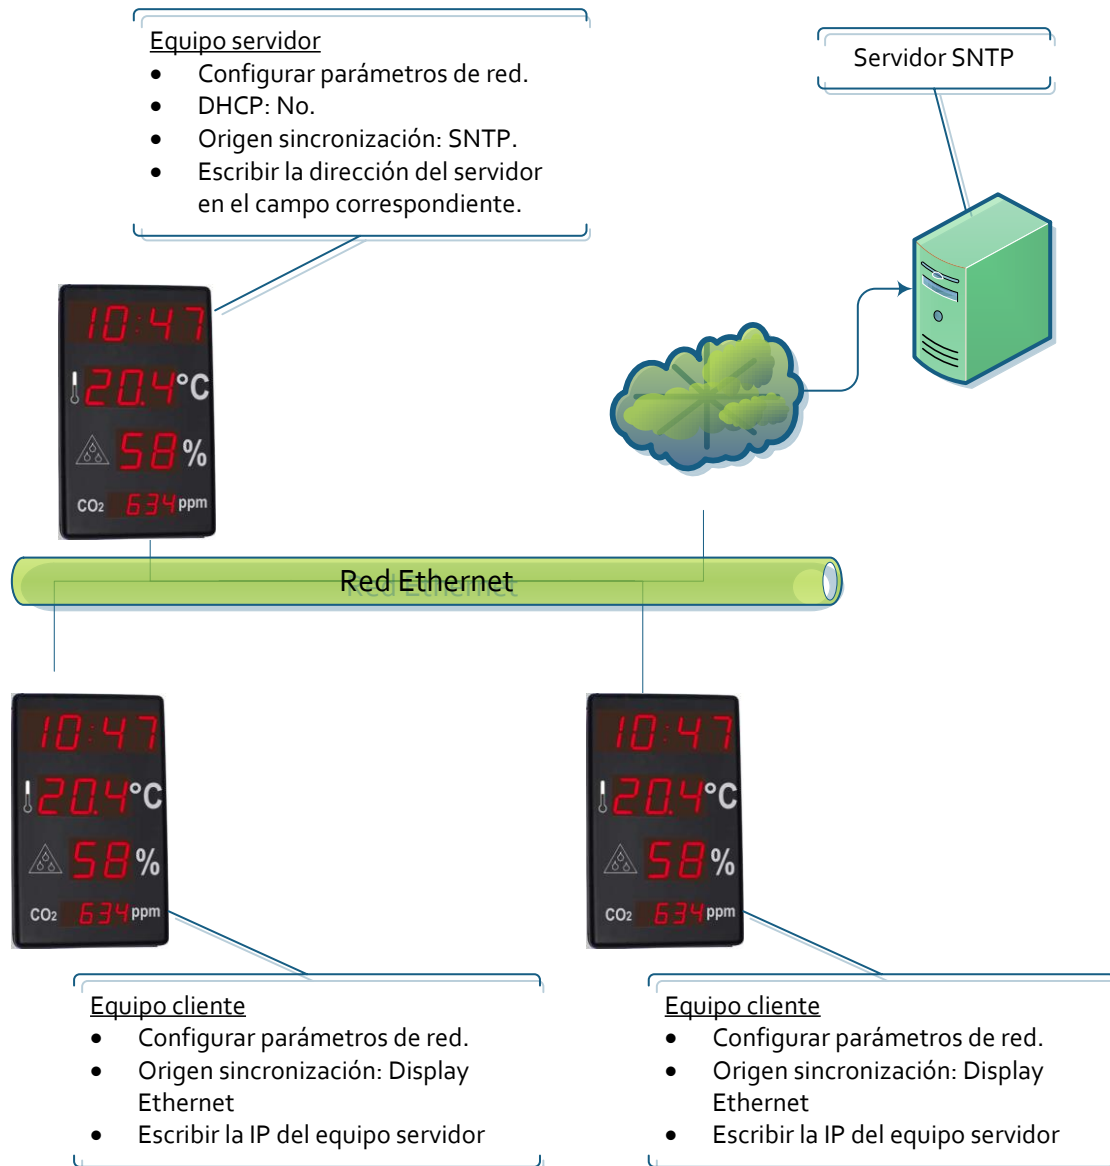 Equipo servidor
• Configurar parámetros de red.
• DHCP: No.
• Origen sincronización: SNTP.
• Escribir la dirección del servidor
en el campo correspondiente.
Servidor SNTP
10:47
20.4°C
58%
CO2 634 ppm
Red Ethernet
10:47
20.4°C
58%
CO2 634 ppm
10:47
20.4°C
58%
CO2 634 ppm
Equipo cliente
• Configurar parámetros de red.
• Origen sincronización: Display
Ethernet
• Escribir la IP del equipo servidor
Equipo cliente
• Configurar parámetros de red.
• Origen sincronización: Display
Ethernet
• Escribir la IP del equipo servidor